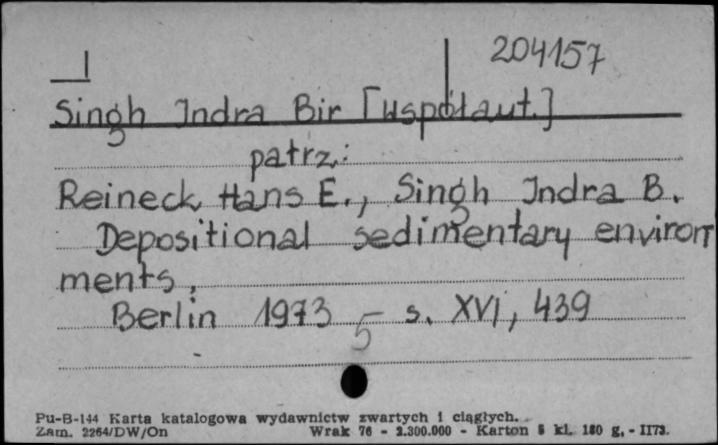 204157
I
Singh Indra Bir [współaut.]
patrz:
Reineck Hans E., Singh Indra B.
Depositional sedimentary environ
ments,
Berlin 1973 s. XVI, 439
5
Pu-B-144 Karta katalogowa wydawnictw zwartych i ciągłych.
Zam. 2264/DW/On Wrak 76 - 2.300.000 - Karton 5 kl. 180 g. - II73.